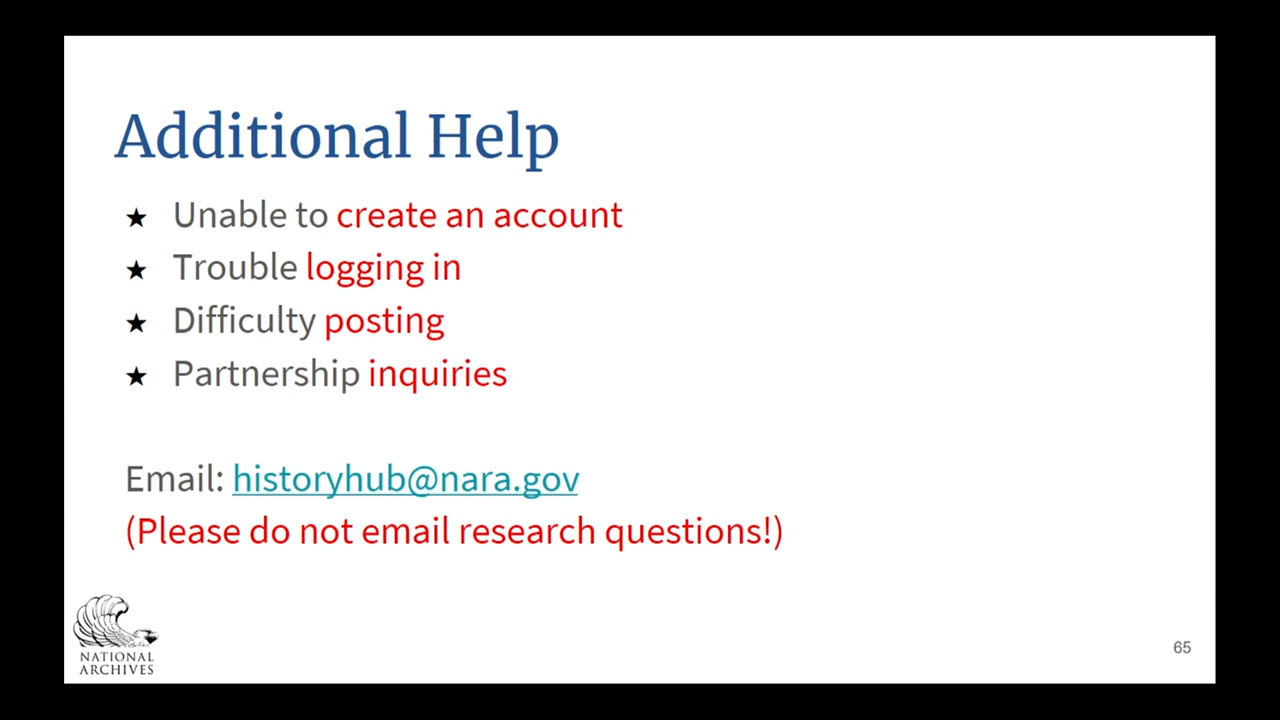 Additional Help
★ Unable to create an account
★ Trouble logging in
★ Difficulty posting
★ Partnership inquiries
Email: historyhub@nara.gov
(Please do not email research questions!)
NATIONAL
ARCHIVES
65